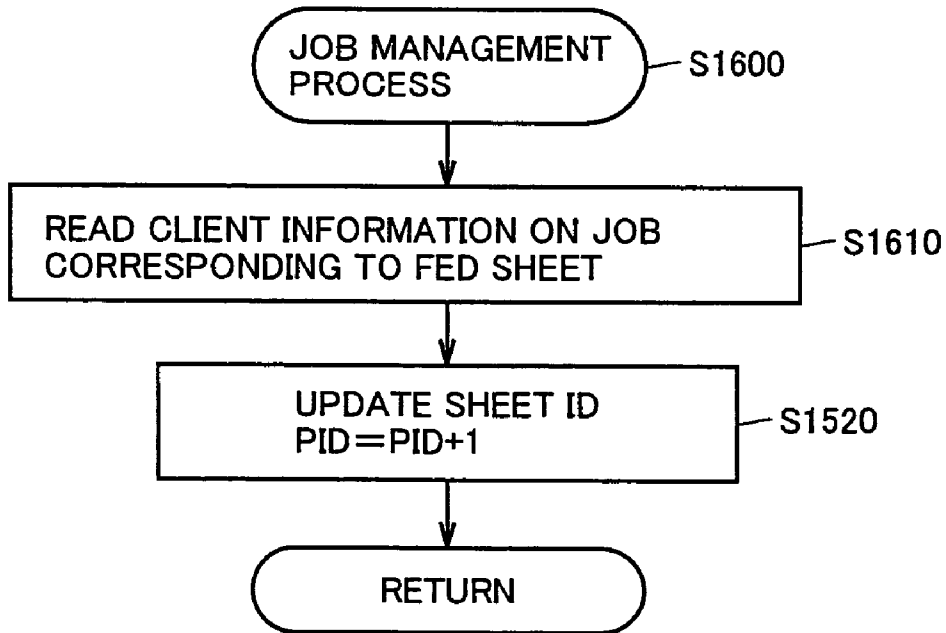 JOB MANAGEMENT
PROCESS
S1600
READ CLIENT INFORMATION ON JOB
CORRESPONDING TO FED SHEET
S1610
UPDATE SHEET ID
PID=PID+1
S1520
RETURN